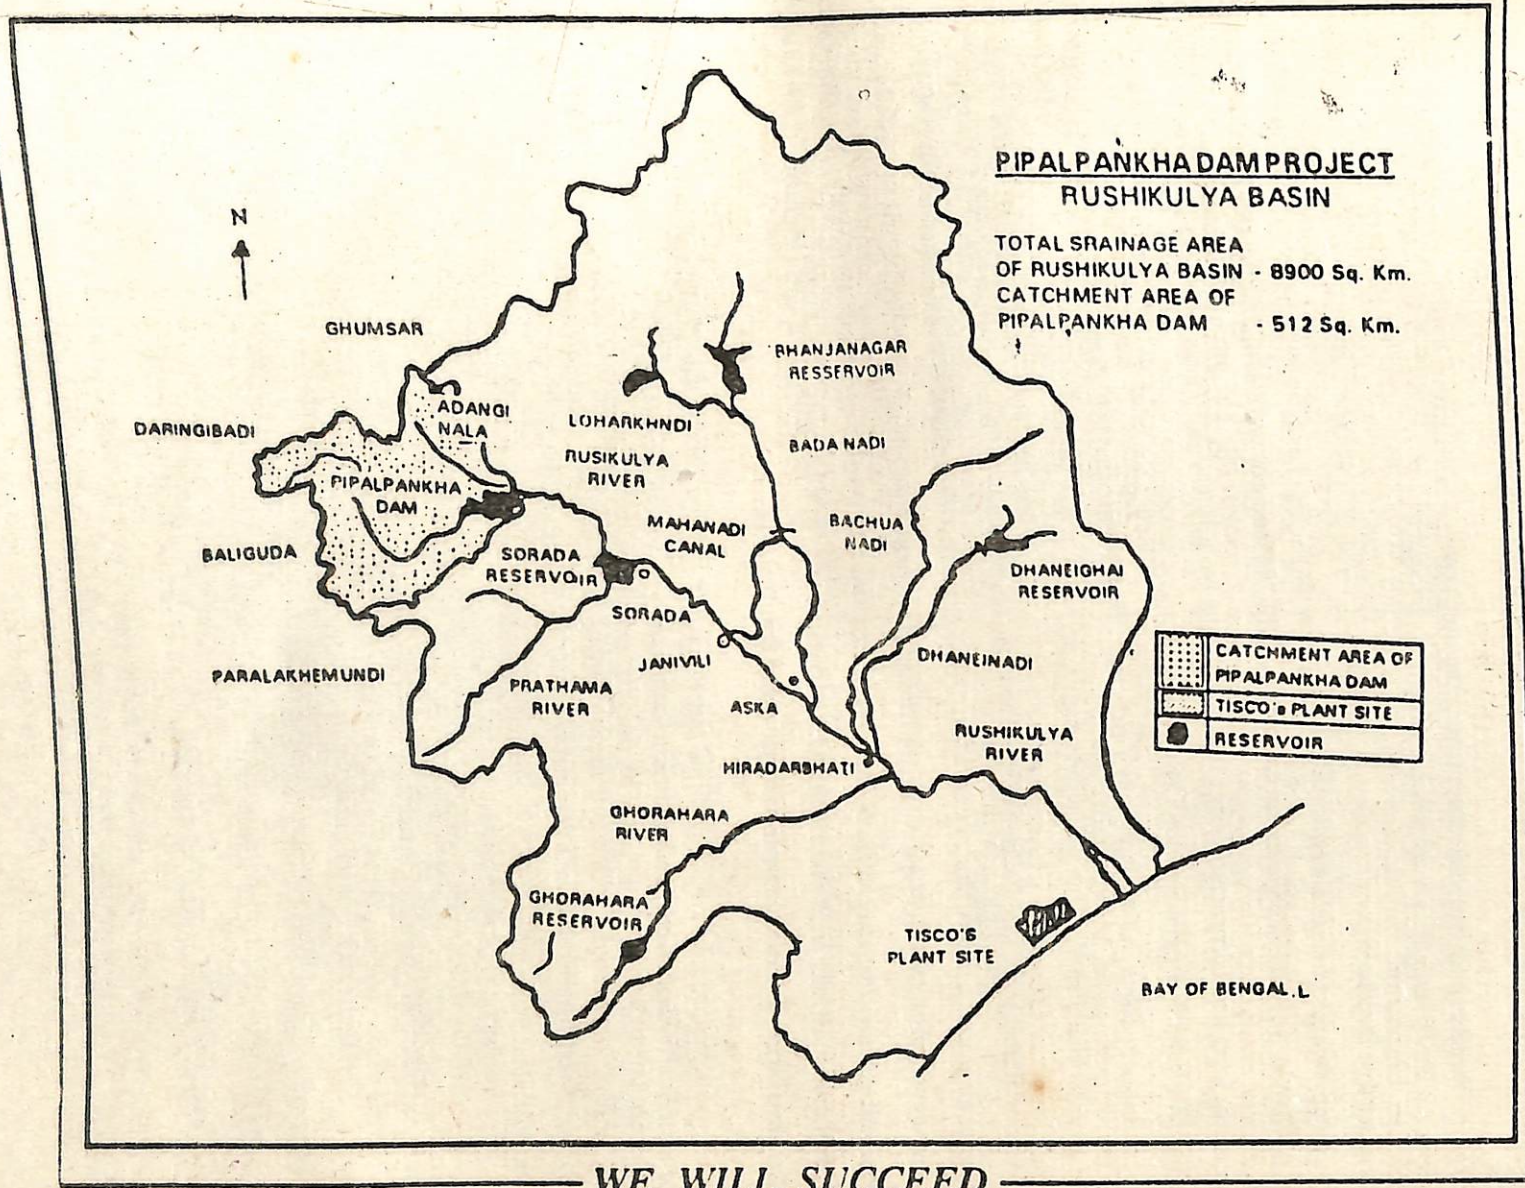 PIPALPANKHA DAM PROJECT
RUSHIKULYA BASIN
TOTAL SRAINAGE AREA
OF RUSHIKULYA BASIN - 8900 Sq. Km.
CATCHMENT AREA OF
PIPALPANKHA DAM - 512 Sq. Km.
N
GHUMSAR
BHANJANAGAR
RESSERVOIR
ADANGI
NALA
LOHARKHNDI
DARINGIBADI
BADA NADI
RUSIKULYA
RIVER
PIPALPANKHA
DAM
MAHANADI
CANAL
BACHUA
NADI
BALIGUDA
SORADA
RESERVOIR
DHANEIGHAI
RESERVOIR
SORADA
JANIVILI
DHANEINADI
CATCHMENT AREA OF
PIPALPANKHA DAM
TISCO's PLANT SITE
RESERVOIR
PARALAKHEMUNDI
PRATHAMA
RIVER
ASKA
RUSHIKULYA
RIVER
HIRADARBHATI
GHORAHARA
RIVER
GHORAHARA
RESERVOIR
TISCO'S
PLANT SITE
BAY OF BENGAL.L
WE WILL SUCCEED